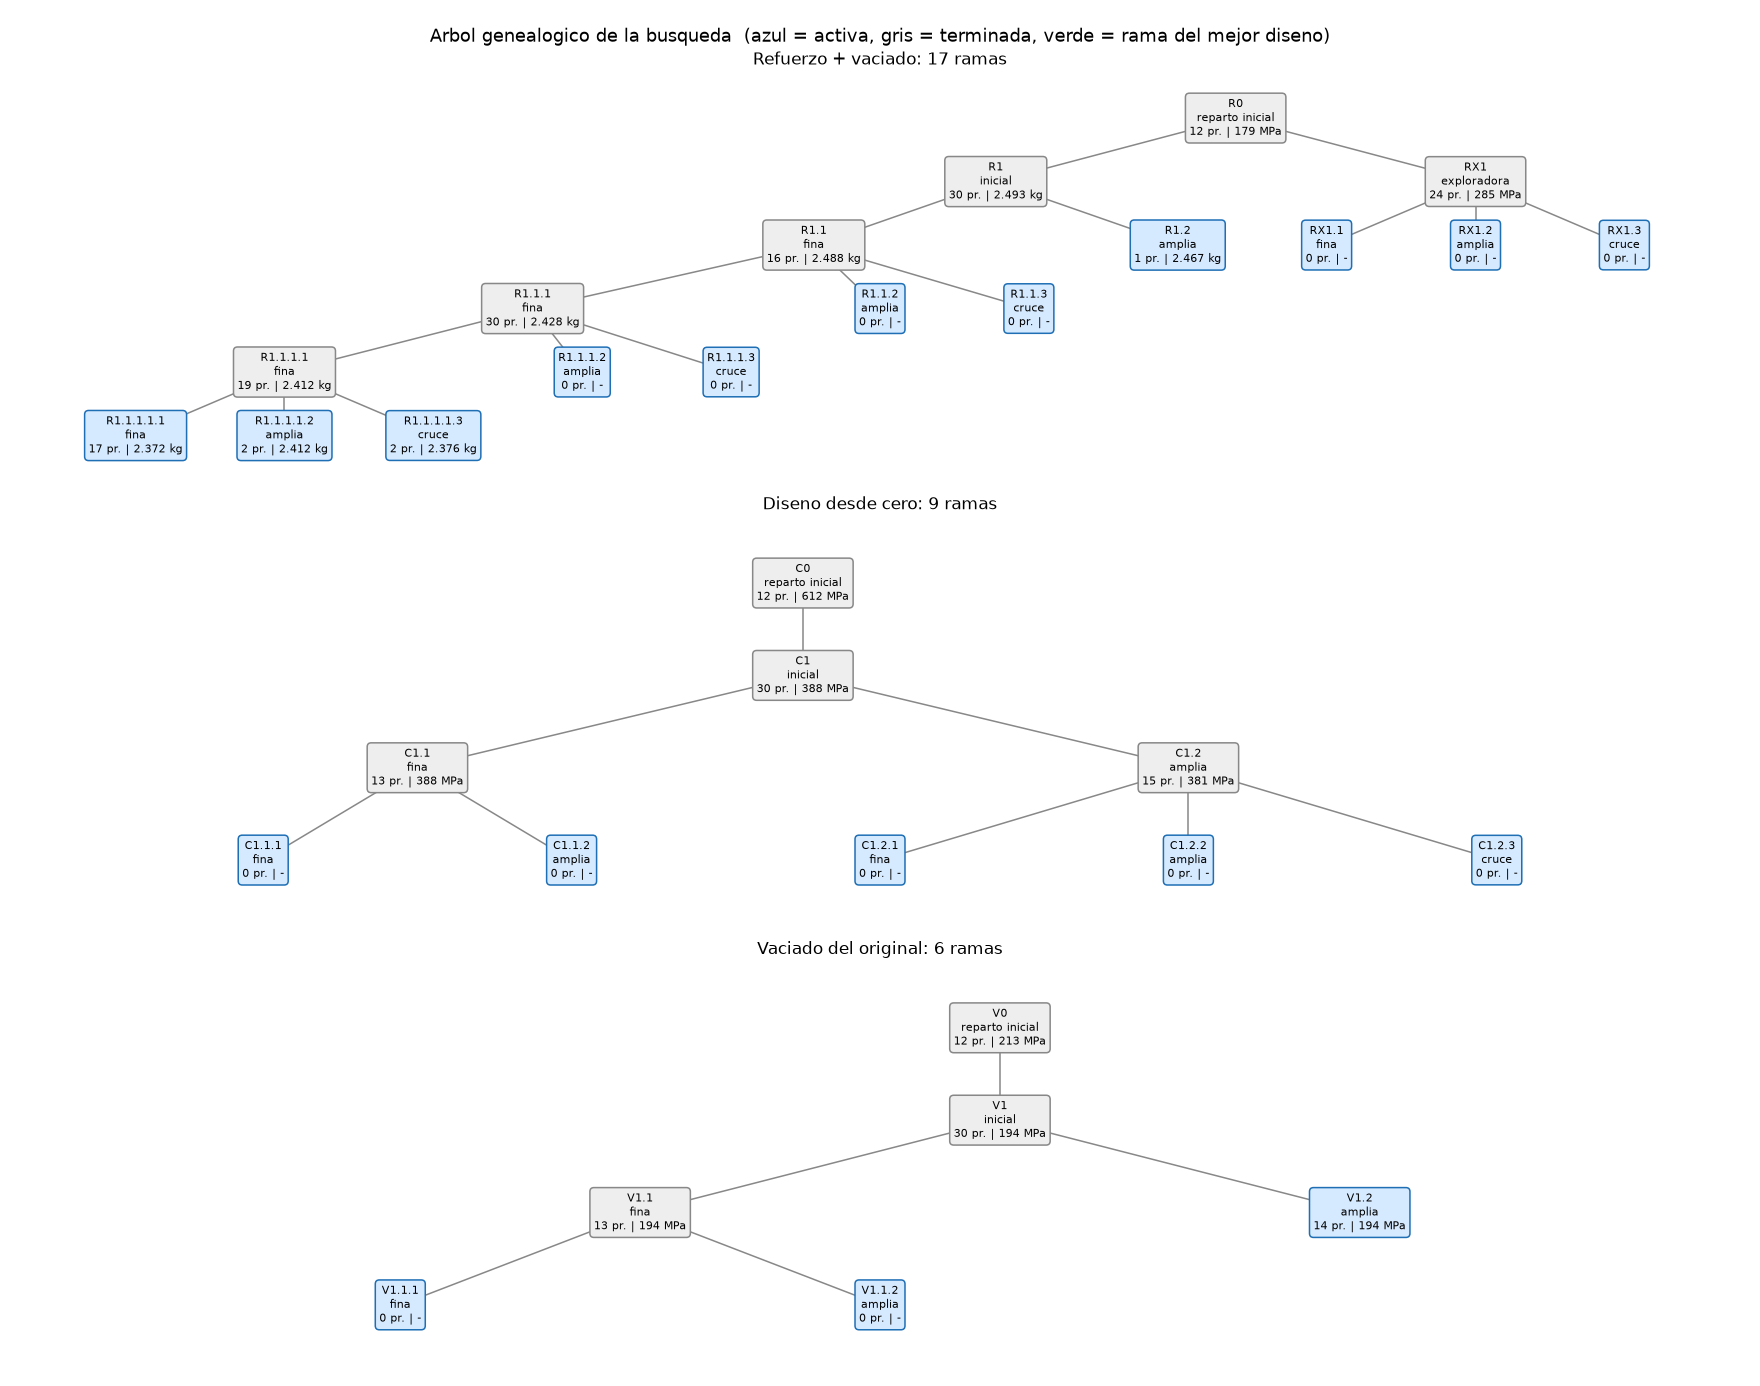 Arbol genealogico de la busqueda  (azul = activa, gris = terminada, verde = rama del mejor diseno)
Refuerzo + vaciado: 17 ramas
R0
reparto inicial
12 pr. | 179 MPa
R1
inicial
30 pr. | 2.493 kg
RX1
exploradora
24 pr. | 285 MPa
R1.1
fina
16 pr. | 2.488 kg
R1.2
amplia
1 pr. | 2.467 kg
RX1.1
fina
0 pr. | -
RX1.2
amplia
0 pr. | -
RX1.3
cruce
0 pr. | -
R1.1.1
fina
30 pr. | 2.428 kg
R1.1.2
amplia
0 pr. | -
R1.1.3
cruce
0 pr. | -
R1.1.1.1
fina
19 pr. | 2.412 kg
R1.1.1.2
amplia
0 pr. | -
R1.1.1.3
cruce
0 pr. | -
R1.1.1.1.1
fina
17 pr. | 2.372 kg
R1.1.1.1.2
amplia
2 pr. | 2.412 kg
R1.1.1.1.3
cruce
2 pr. | 2.376 kg
Diseno desde cero: 9 ramas
C0
reparto inicial
12 pr. | 612 MPa
C1
inicial
30 pr. | 388 MPa
C1.1
fina
13 pr. | 388 MPa
C1.2
amplia
15 pr. | 381 MPa
C1.1.1
fina
0 pr. | -
C1.1.2
amplia
0 pr. | -
C1.2.1
fina
0 pr. | -
C1.2.2
amplia
0 pr. | -
C1.2.3
cruce
0 pr. | -
Vaciado del original: 6 ramas
V0
reparto inicial
12 pr. | 213 MPa
V1
inicial
30 pr. | 194 MPa
V1.1
fina
13 pr. | 194 MPa
V1.2
amplia
14 pr. | 194 MPa
V1.1.1
fina
0 pr. | -
V1.1.2
amplia
0 pr. | -